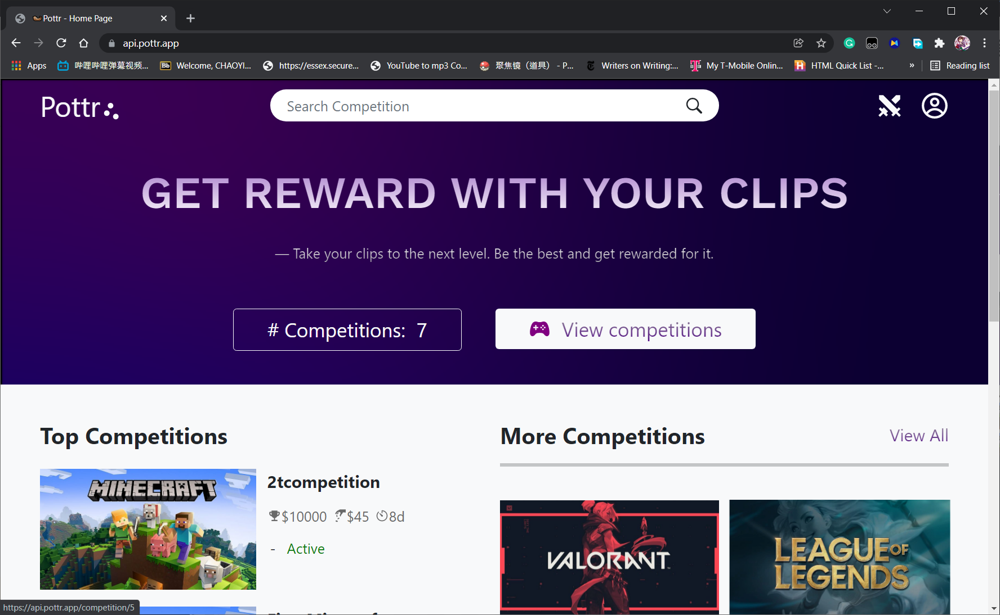 Pottr - Home Page
api.pottr.app
Apps
哔哩哔哩弹幕视频...
Bb
Welcome, CHAOYI...
https://essex.secure...
YouTube to mp3 Co...
聚焦镜（道具） - P...
Writers on Writing:...
My T-Mobile Onlin...
HTML Quick List -...
»
Reading list
Pottr
Search Competition
GET REWARD WITH YOUR CLIPS
— Take your clips to the next level. Be the best and get rewarded for it.
# Competitions: 7
View competitions
Top Competitions
MINECRAFT
2tcompetition
$10000 $45 8d
- Active
More Competitions
View All
VALORANT
LEAGUE OF
LEGENDS
https://api.pottr.app/competition/5